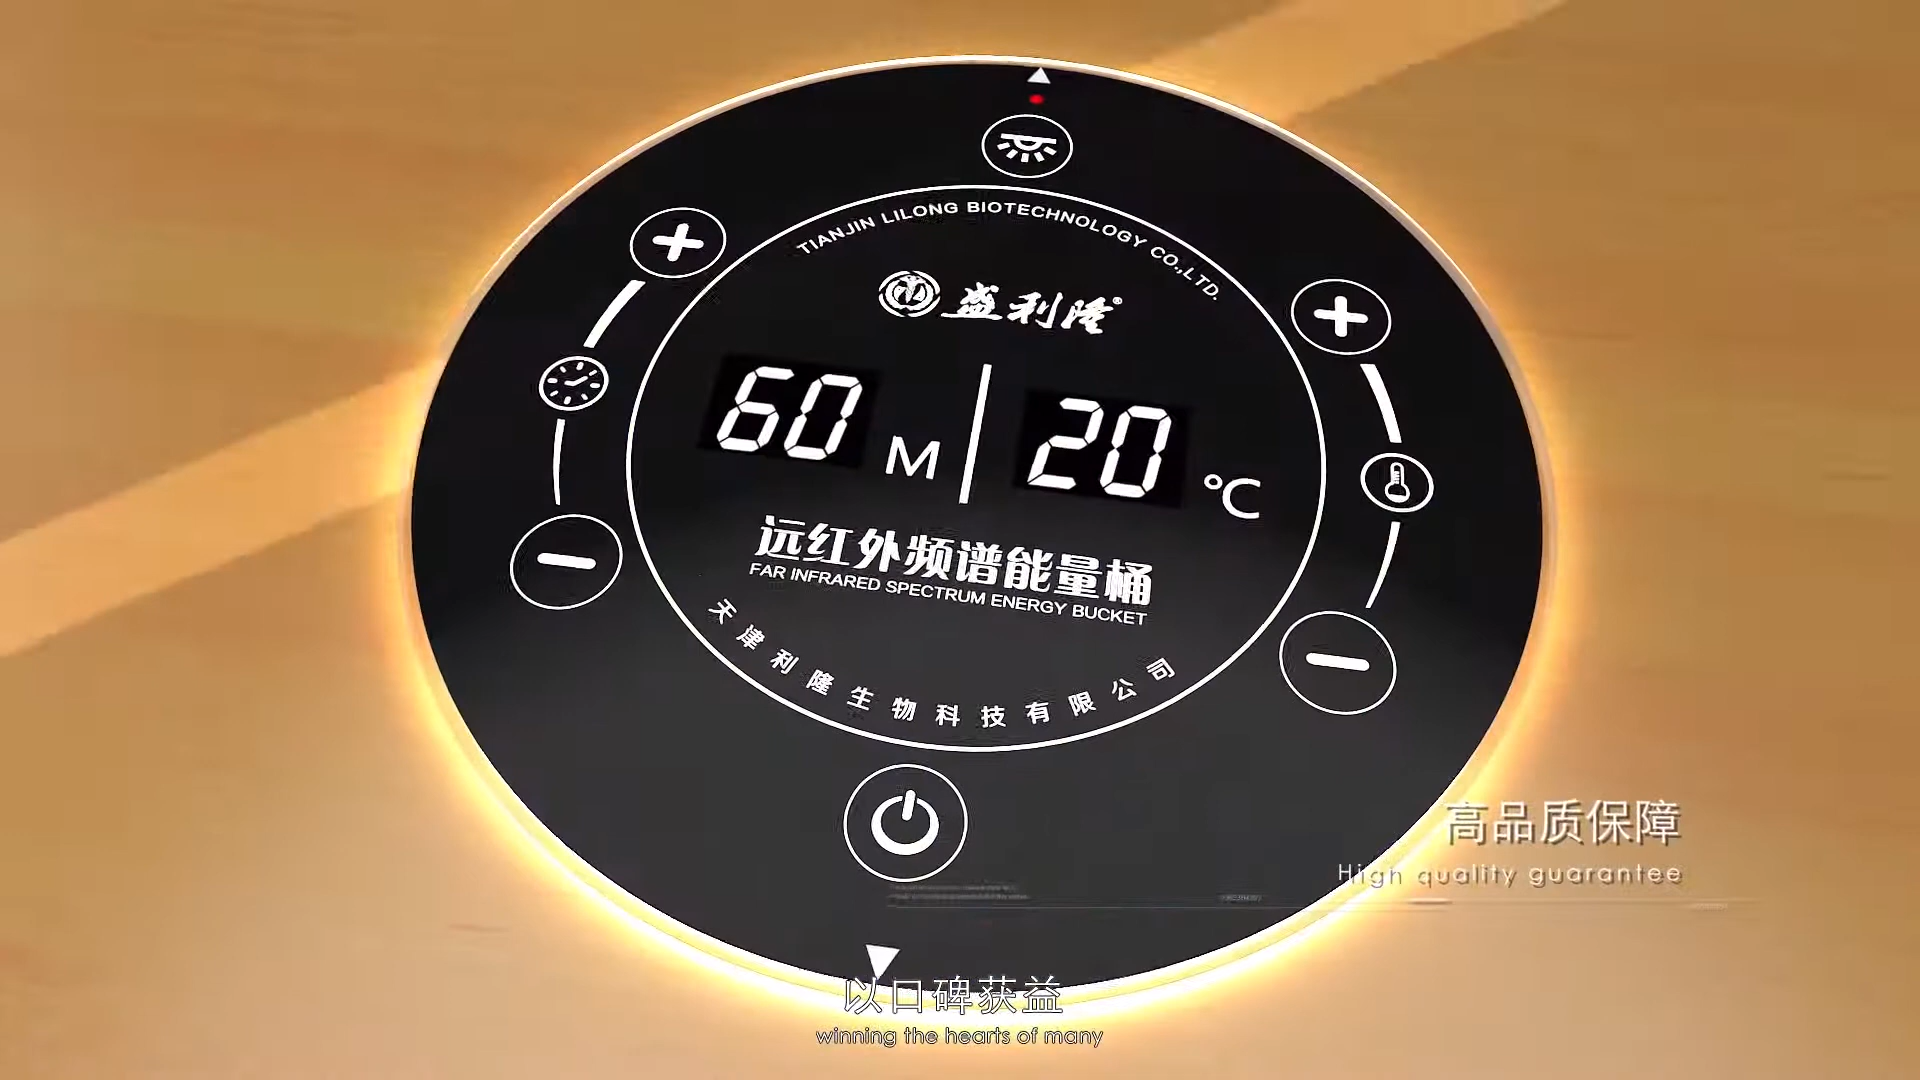 TIANJIN LILONG BIOTECHNOLOGY CO.,LTD.
盛利隆®
60 M | 20 ℃
远红外频谱能量桶
FAR INFRARED SPECTRUM ENERGY BUCKET
天津利隆生物科技有限公司
高品质保障
High quality guarantee
以口碑获益
winning the hearts of many